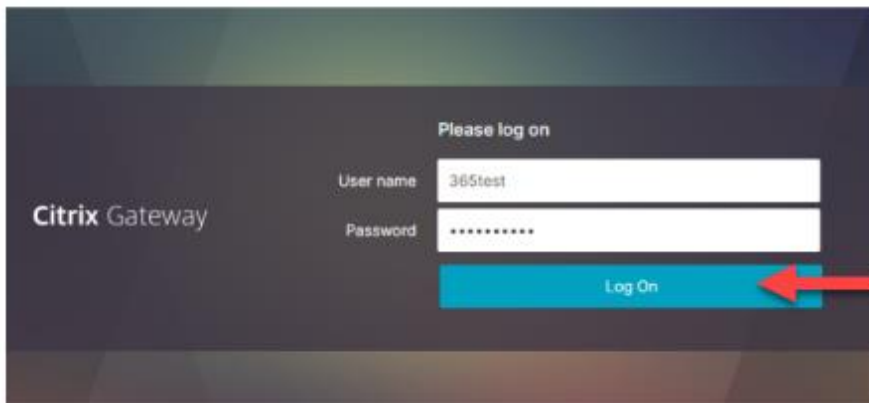 Please log on
User name
365test
Citrix Gateway
Password
••••••••••
Log On